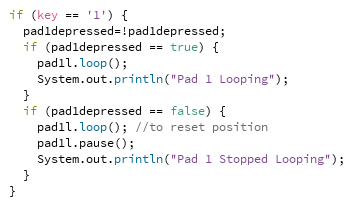 if (key == '1') {
  pad1depressed=!pad1depressed;
  if (pad1depressed == true) {
    pad1l.loop();
    System.out.println("Pad 1 Looping");
  }
  if (pad1depressed == false) {
    pad1l.loop(); //to reset position
    pad1l.pause();
    System.out.println("Pad 1 Stopped Looping");
  }
}